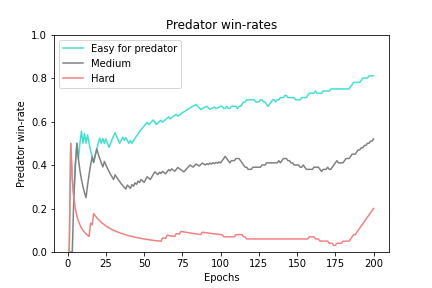 Predator win-rates
1.0
0.8
0.6
0.4
0.2
0.0
Predator win-rate
Easy for predator
Medium
Hard
0 25 50 75 100 125 150 175 200
Epochs